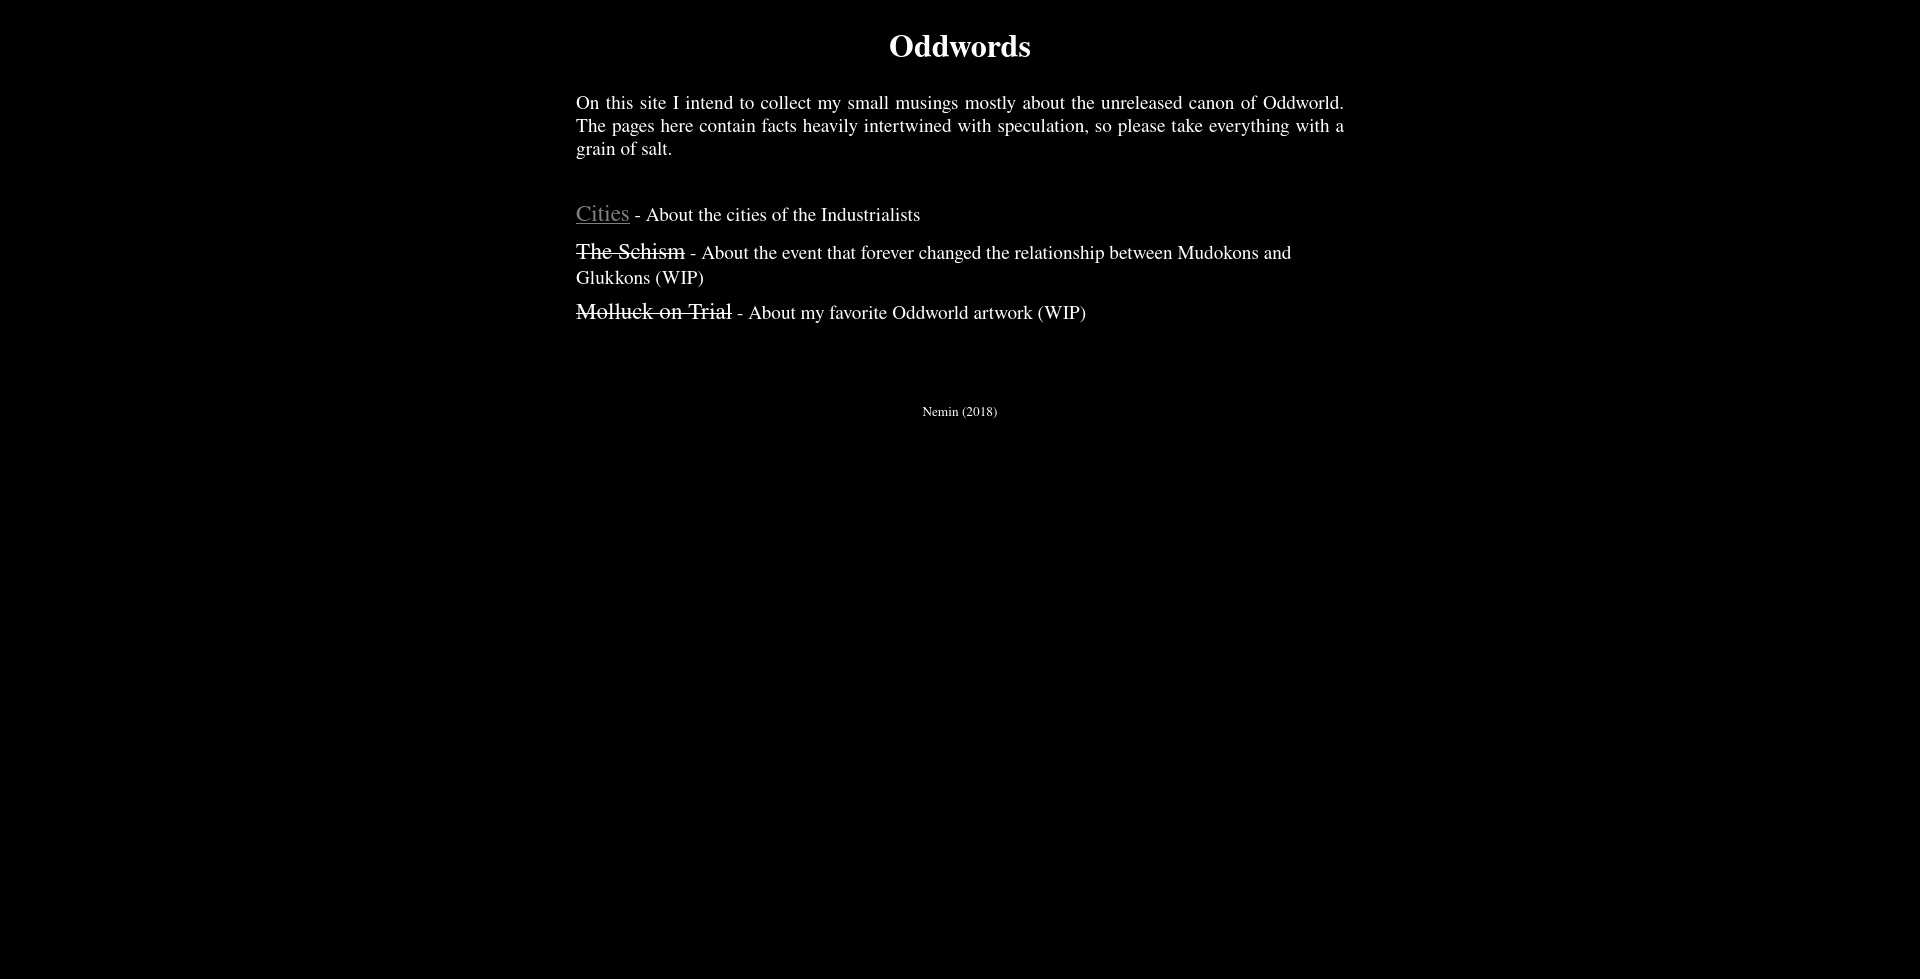 Oddwords
On this site I intend to collect my small musings mostly about the unreleased canon of Oddworld.
The pages here contain facts heavily intertwined with speculation, so please take everything with a
grain of salt.
Cities - About the cities of the Industrialists
The Schism - About the event that forever changed the relationship between Mudokons and
Glukkons (WIP)
Molluck on Trial - About my favorite Oddworld artwork (WIP)
Nemin (2018)